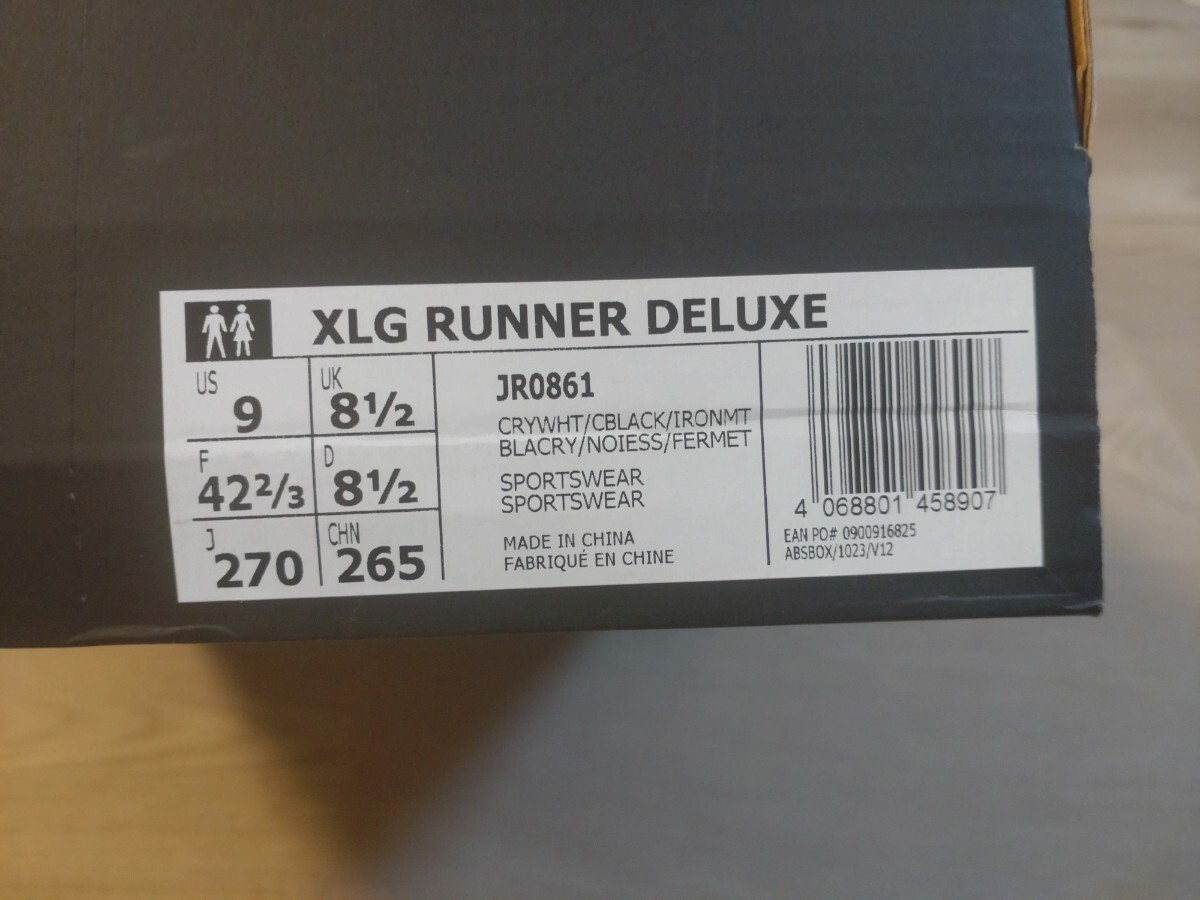 XLG RUNNER DELUXE
US
9
UK
8½
F
42⅔
D
8½
J
270
CHN
265
JR0861
CRYWHT/CBLACK/IRONMT
BLACRY/NOIESS/FERMET
SPORTSWEAR
SPORTSWEAR
MADE IN CHINA
FABRIQUÉ EN CHINE
4 068801 458907
EAN PO# 0900916825
ABSBOX/1023/V12